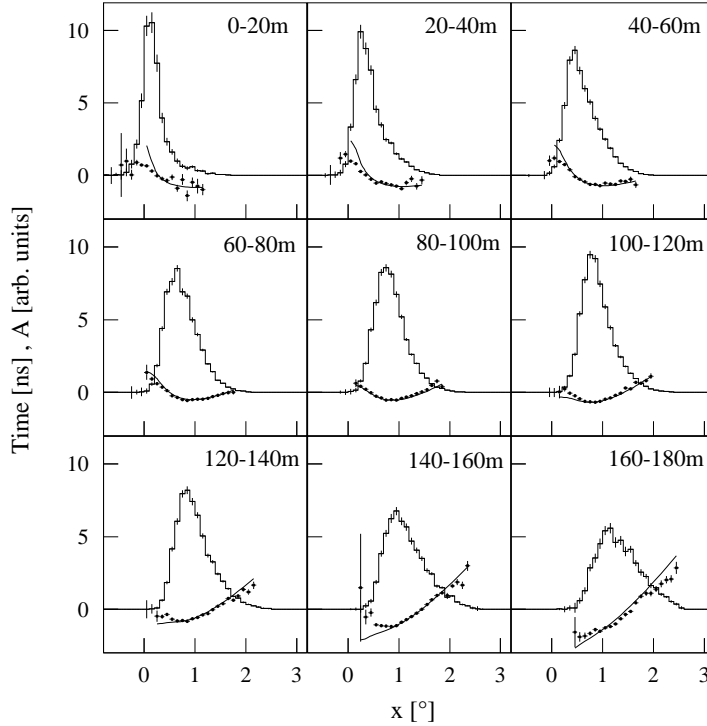 0-20m 20-40m 40-60m
10
5
0
60-80m 80-100m 100-120m
10
5
0
120-140m 140-160m 160-180m
10
5
0
0 1 2 3 0 1 2 3 0 1 2 3
x [°]
Time [ns] , A [arb. units]